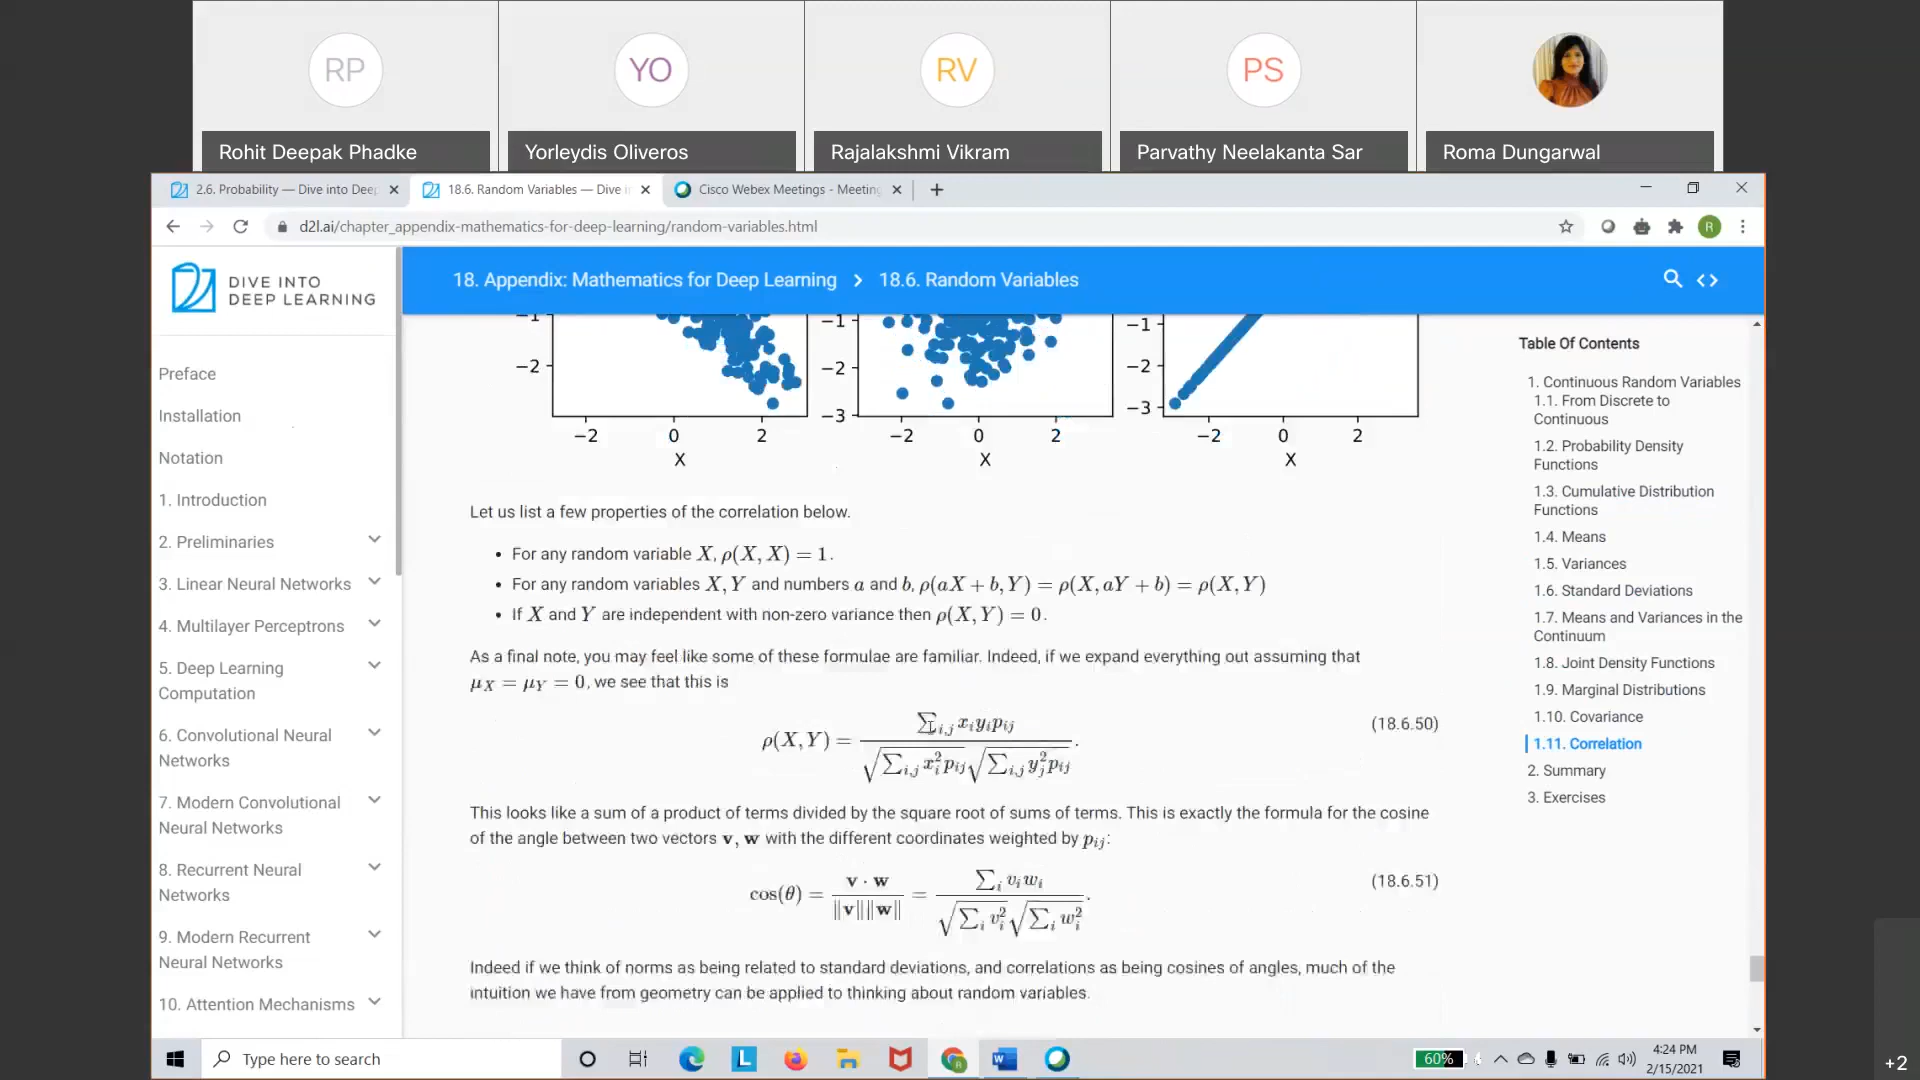 RP
YO
RV
PS
Rohit Deepak Phadke
Yorleydis Oliveros
Rajalakshmi Vikram
Parvathy Neelakanta Sar
Roma Dungarwal
2.6. Probability — Dive into Deep
18.6. Random Variables — Dive in
Cisco Webex Meetings - Meeting
d2l.ai/chapter_appendix-mathematics-for-deep-learning/random-variables.html
R
DIVE INTO
DEEP LEARNING
18. Appendix: Mathematics for Deep Learning
18.6. Random Variables
Preface
Installation
Notation
1. Introduction
2. Preliminaries
3. Linear Neural Networks
4. Multilayer Perceptrons
5. Deep Learning
Computation
6. Convolutional Neural
Networks
7. Modern Convolutional
Neural Networks
8. Recurrent Neural
Networks
9. Modern Recurrent
Neural Networks
10. Attention Mechanisms
−1
−2
−2 0 2
X
−1
−2
−3
−2 0 2
X
−1
−2
−3
−2 0 2
X
Let us list a few properties of the correlation below.
• For any random variable X, ρ(X, X) = 1.
• For any random variables X, Y and numbers a and b, ρ(aX + b, Y) = ρ(X, aY + b) = ρ(X, Y)
• If X and Y are independent with non-zero variance then ρ(X, Y) = 0.
As a final note, you may feel like some of these formulae are familiar. Indeed, if we expand everything out assuming that
μX = μY = 0, we see that this is
ρ(X, Y) = ∑i,j xiyipij / √∑i,j xi²pij √∑i,j yj²pij. (18.6.50)
This looks like a sum of a product of terms divided by the square root of sums of terms. This is exactly the formula for the cosine
of the angle between two vectors v, w with the different coordinates weighted by pij:
cos(θ) = v · w / ‖v‖‖w‖ = ∑i viwi / √∑i vi² √∑i wi². (18.6.51)
Indeed if we think of norms as being related to standard deviations, and correlations as being cosines of angles, much of the
intuition we have from geometry can be applied to thinking about random variables.
Table Of Contents
1. Continuous Random Variables
1.1. From Discrete to
Continuous
1.2. Probability Density
Functions
1.3. Cumulative Distribution
Functions
1.4. Means
1.5. Variances
1.6. Standard Deviations
1.7. Means and Variances in the
Continuum
1.8. Joint Density Functions
1.9. Marginal Distributions
1.10. Covariance
1.11. Correlation
2. Summary
3. Exercises
Type here to search
L
W
60%
4:24 PM
2/15/2021
+2